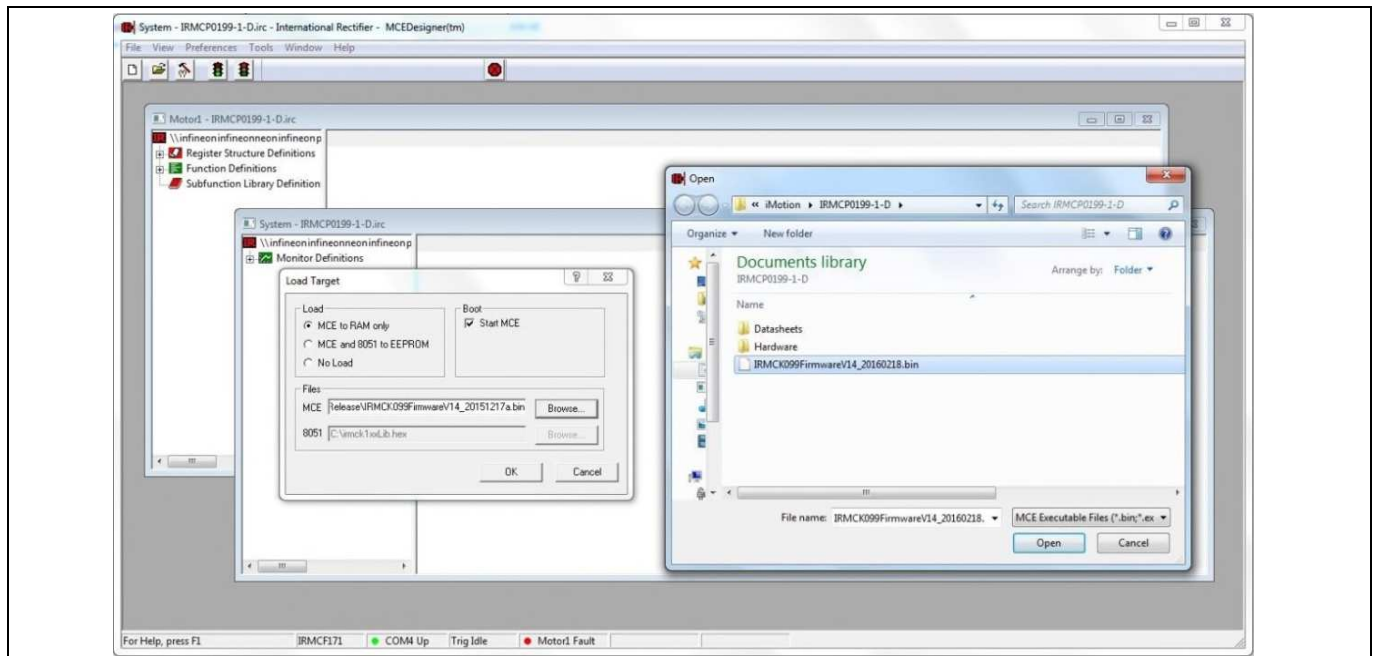 System - IRMCP0199-1-D.irc - International Rectifier - MCEDesigner(tm)
File View Preferences Tools Window Help
Motor1 - IRMCP0199-1-D.irc
\\infineoninfineonneoninfineonp
Register Structure Definitions
Function Definitions
Subfunction Library Definition
System - IRMCP0199-1-D.irc
\\infineoninfineonneoninfineonp
Monitor Definitions
Load Target
Load
MCE to RAM only
MCE and 8051 to EEPROM
No Load
Boot
Start MCE
Files
MCE Release\IRMCK099FirmwareV14_20151217a.bin Browse...
8051 C:\irmck1xxLib.hex Browse...
OK Cancel
Open
« iMotion IRMCP0199-1-D Search IRMCP0199-1-D
Organize New folder
Documents library
IRMCP0199-1-D
Arrange by: Folder
Name
Datasheets
Hardware
IRMCK099FirmwareV14_20160218.bin
File name: IRMCK099FirmwareV14_20160218. MCE Executable Files (*.bin;*.ex
Open Cancel
For Help, press F1 IRMCF171 COM4 Up Trig Idle Motor1 Fault